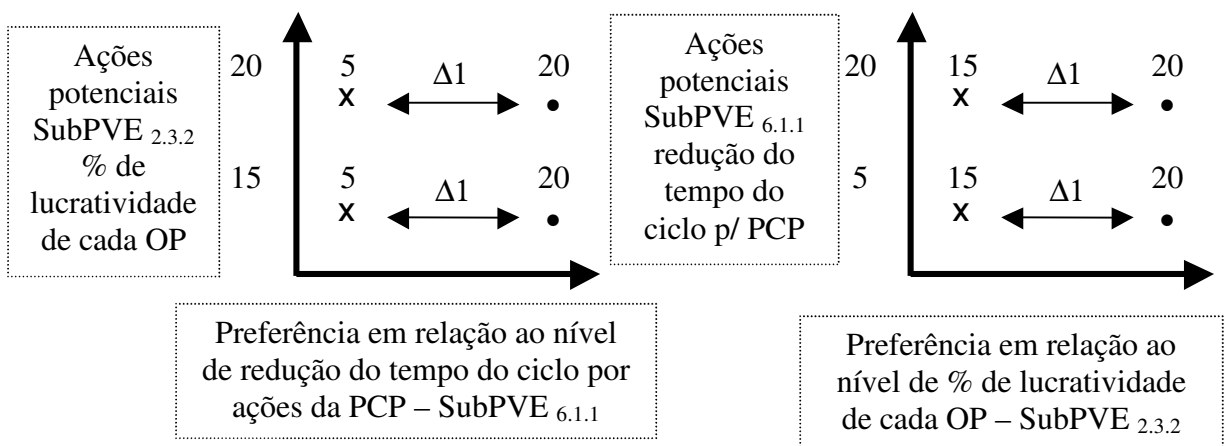 Ações
potenciais
SubPVE 2.3.2
% de
lucratividade
de cada OP
20 5 Δ1 20
x
15 5 Δ1 20
x
Preferência em relação ao nível
de redução do tempo do ciclo por
ações da PCP – SubPVE 6.1.1
Ações
potenciais
SubPVE 6.1.1
redução do
tempo do
ciclo p/ PCP
20 15 Δ1 20
x
5 15 Δ1 20
x
Preferência em relação ao
nível de % de lucratividade
de cada OP – SubPVE 2.3.2